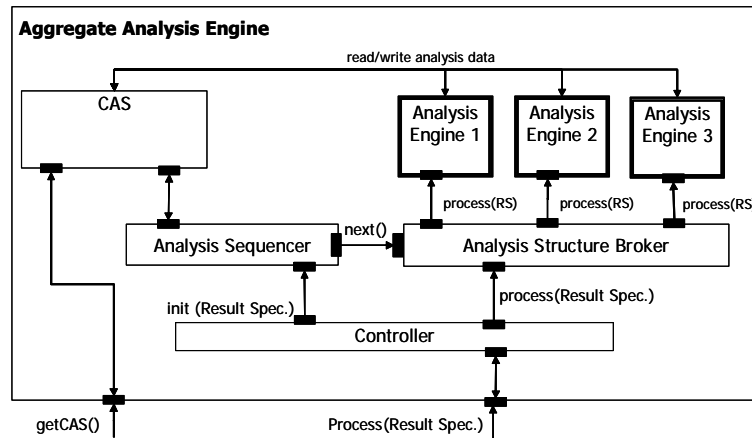 Aggregate Analysis Engine
read/write analysis data
CAS
Analysis
Engine 1
Analysis
Engine 2
Analysis
Engine 3
process(RS)
process(RS)
process(RS
next()
Analysis Sequencer
Analysis Structure Broker
init (Result Spec.)
process(Result Spec.)
Controller
getCAS()
Process(Result Spec.)